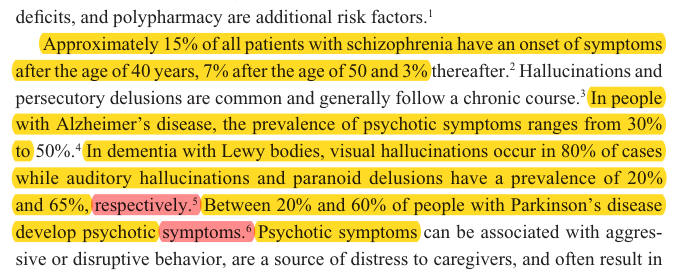 deficits, and polypharmacy are additional risk factors.1
Approximately 15% of all patients with schizophrenia have an onset of symptoms
after the age of 40 years, 7% after the age of 50 and 3% thereafter.2 Hallucinations and
persecutory delusions are common and generally follow a chronic course.3 In people
with Alzheimer’s disease, the prevalence of psychotic symptoms ranges from 30%
to 50%.4 In dementia with Lewy bodies, visual hallucinations occur in 80% of cases
while auditory hallucinations and paranoid delusions have a prevalence of 20%
and 65%, respectively.5 Between 20% and 60% of people with Parkinson’s disease
develop psychotic symptoms.6 Psychotic symptoms can be associated with aggres-
sive or disruptive behavior, are a source of distress to caregivers, and often result in